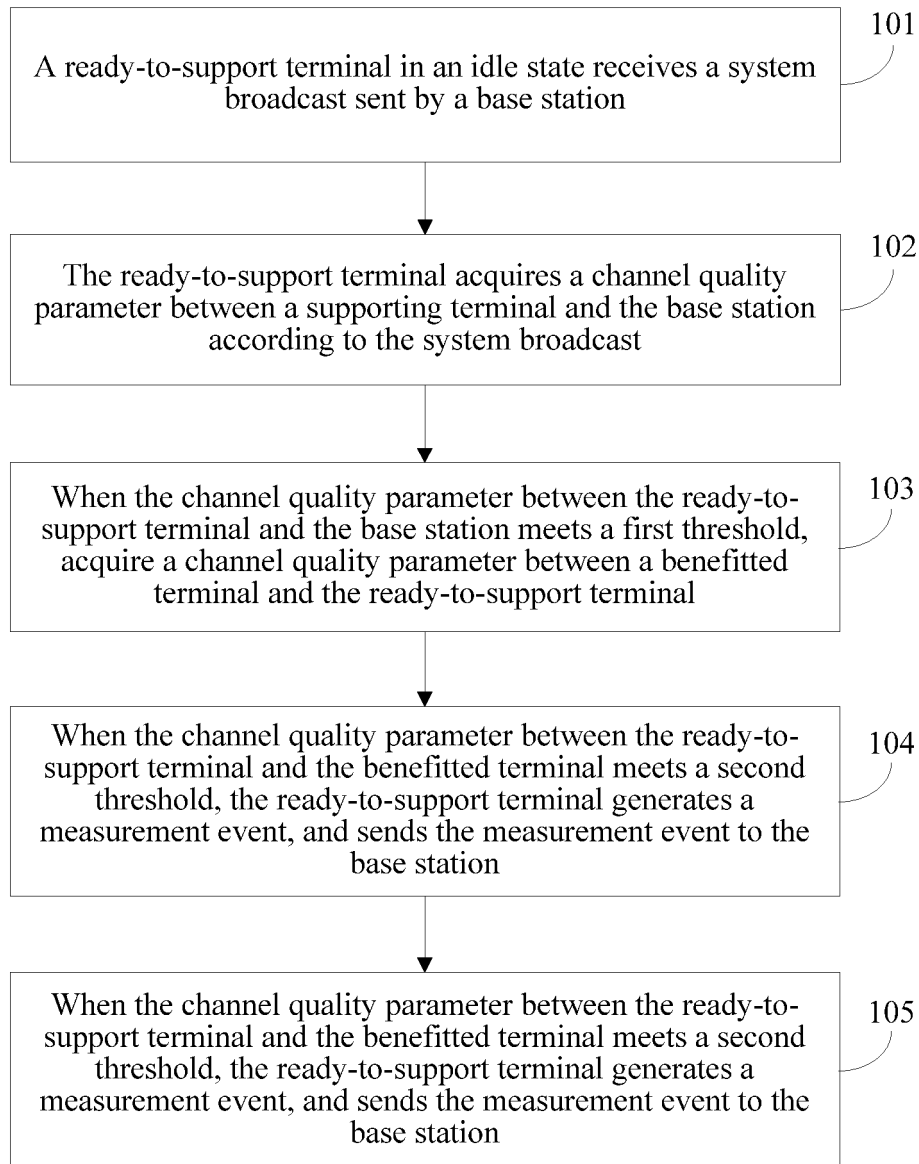 101
A ready-to-support terminal in an idle state receives a system
broadcast sent by a base station
102
The ready-to-support terminal acquires a channel quality
parameter between a supporting terminal and the base station
according to the system broadcast
103
When the channel quality parameter between the ready-to-
support terminal and the base station meets a first threshold,
acquire a channel quality parameter between a benefitted
terminal and the ready-to-support terminal
104
When the channel quality parameter between the ready-to-
support terminal and the benefitted terminal meets a second
threshold, the ready-to-support terminal generates a
measurement event, and sends the measurement event to the
base station
105
When the channel quality parameter between the ready-to-
support terminal and the benefitted terminal meets a second
threshold, the ready-to-support terminal generates a
measurement event, and sends the measurement event to the
base station